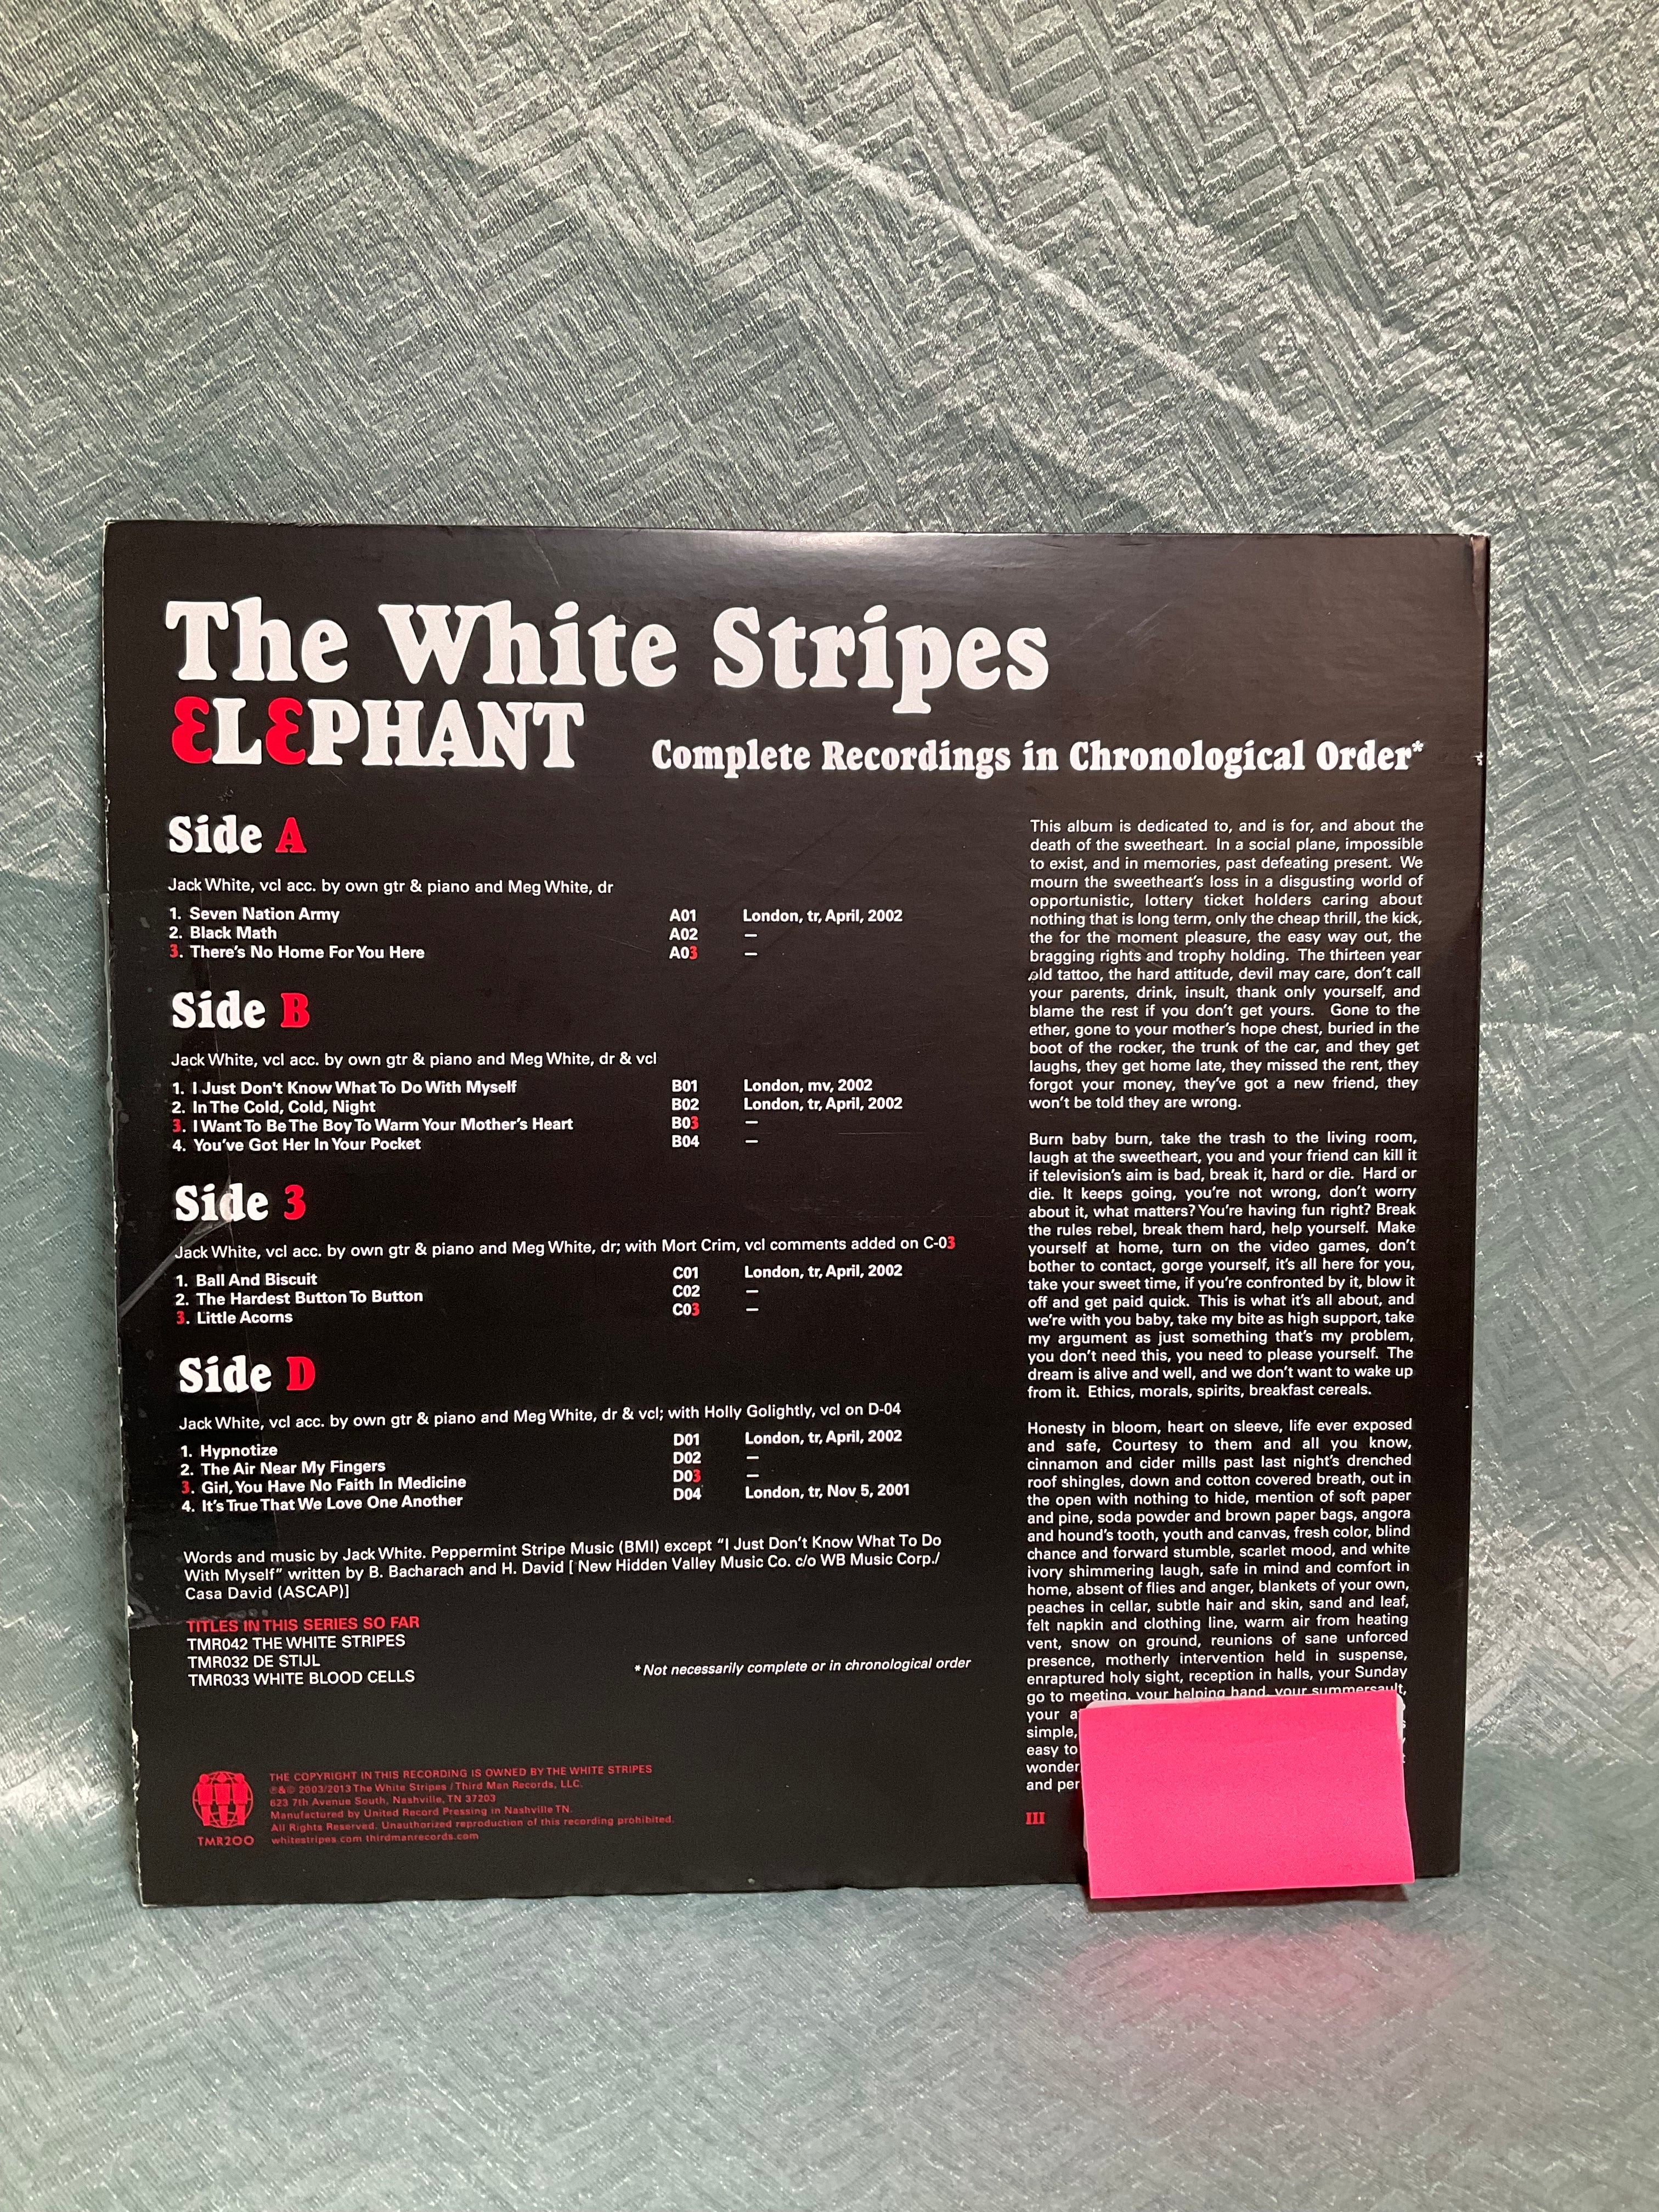 The White Stripes
ELEPHANT
Complete Recordings in Chronological Order*
Side A
Jack White, vcl acc. by own gtr & piano and Meg White, dr
1. Seven Nation Army A01 London, tr, April, 2002
2. Black Math A02 —
3. There's No Home For You Here A03 —
Side B
Jack White, vcl acc. by own gtr & piano and Meg White, dr & vcl
1. I Just Don't Know What To Do With Myself B01 London, mv, 2002
2. In The Cold, Cold, Night B02 London, tr, April, 2002
3. I Want To Be The Boy To Warm Your Mother's Heart B03 —
4. You've Got Her In Your Pocket B04 —
Side 3
Jack White, vcl acc. by own gtr & piano and Meg White, dr; with Mort Crim, vcl comments added on C-03
1. Ball And Biscuit C01 London, tr, April, 2002
2. The Hardest Button To Button C02 —
3. Little Acorns C03 —
Side D
Jack White, vcl acc. by own gtr & piano and Meg White, dr & vcl; with Holly Golightly, vcl on D-04
1. Hypnotize D01 London, tr, April, 2002
2. The Air Near My Fingers D02 —
3. Girl, You Have No Faith In Medicine D03 —
4. It's True That We Love One Another D04 London, tr, Nov 5, 2001
Words and music by Jack White. Peppermint Stripe Music (BMI) except "I Just Don't Know What To Do
With Myself" written by B. Bacharach and H. David [ New Hidden Valley Music Co. c/o WB Music Corp./
Casa David (ASCAP)]
TITLES IN THIS SERIES SO FAR
TMR042 THE WHITE STRIPES
TMR032 DE STIJL
TMR033 WHITE BLOOD CELLS
* Not necessarily complete or in chronological order
THE COPYRIGHT IN THIS RECORDING IS OWNED BY THE WHITE STRIPES
℗&© 2003/2013 The White Stripes / Third Man Records, LLC.
623 7th Avenue South, Nashville, TN 37203
Manufactured by United Record Pressing in Nashville TN.
All Rights Reserved. Unauthorized reproduction of this recording prohibited.
whitestripes.com thirdmanrecords.com
TMR200
This album is dedicated to, and is for, and about the
death of the sweetheart. In a social plane, impossible
to exist, and in memories, past defeating present. We
mourn the sweetheart's loss in a disgusting world of
opportunistic, lottery ticket holders caring about
nothing that is long term, only the cheap thrill, the kick,
the for the moment pleasure, the easy way out, the
bragging rights and trophy holding. The thirteen year
old tattoo, the hard attitude, devil may care, don't call
your parents, drink, insult, thank only yourself, and
blame the rest if you don't get yours. Gone to the
ether, gone to your mother's hope chest, buried in the
boot of the rocker, the trunk of the car, and they get
laughs, they get home late, they missed the rent, they
forgot your money, they've got a new friend, they
won't be told they are wrong.
Burn baby burn, take the trash to the living room,
laugh at the sweetheart, you and your friend can kill it
if television's aim is bad, break it, hard or die. Hard or
die. It keeps going, you're not wrong, don't worry
about it, what matters? You're having fun right? Break
the rules rebel, break them hard, help yourself. Make
yourself at home, turn on the video games, don't
bother to contact, gorge yourself, it's all here for you,
take your sweet time, if you're confronted by it, blow it
off and get paid quick. This is what it's all about, and
we're with you baby, take my bite as high support, take
my argument as just something that's my problem,
you don't need this, you need to please yourself. The
dream is alive and well, and we don't want to wake up
from it. Ethics, morals, spirits, breakfast cereals.
Honesty in bloom, heart on sleeve, life ever exposed
and safe, Courtesy to them and all you know,
cinnamon and cider mills past last night's drenched
roof shingles, down and cotton covered breath, out in
the open with nothing to hide, mention of soft paper
and pine, soda powder and brown paper bags, angora
and hound's tooth, youth and canvas, fresh color, blind
chance and forward stumble, scarlet mood, and white
ivory shimmering laugh, safe in mind and comfort in
home, absent of flies and anger, blankets of your own,
peaches in cellar, subtle hair and skin, sand and leaf,
felt napkin and clothing line, warm air from heating
vent, snow on ground, reunions of sane unforced
presence, motherly intervention held in suspense,
enraptured holy sight, reception in halls, your Sunday
go to meeting, your helping hand, your summersault,
your
simple,
easy to
wonder
and
III